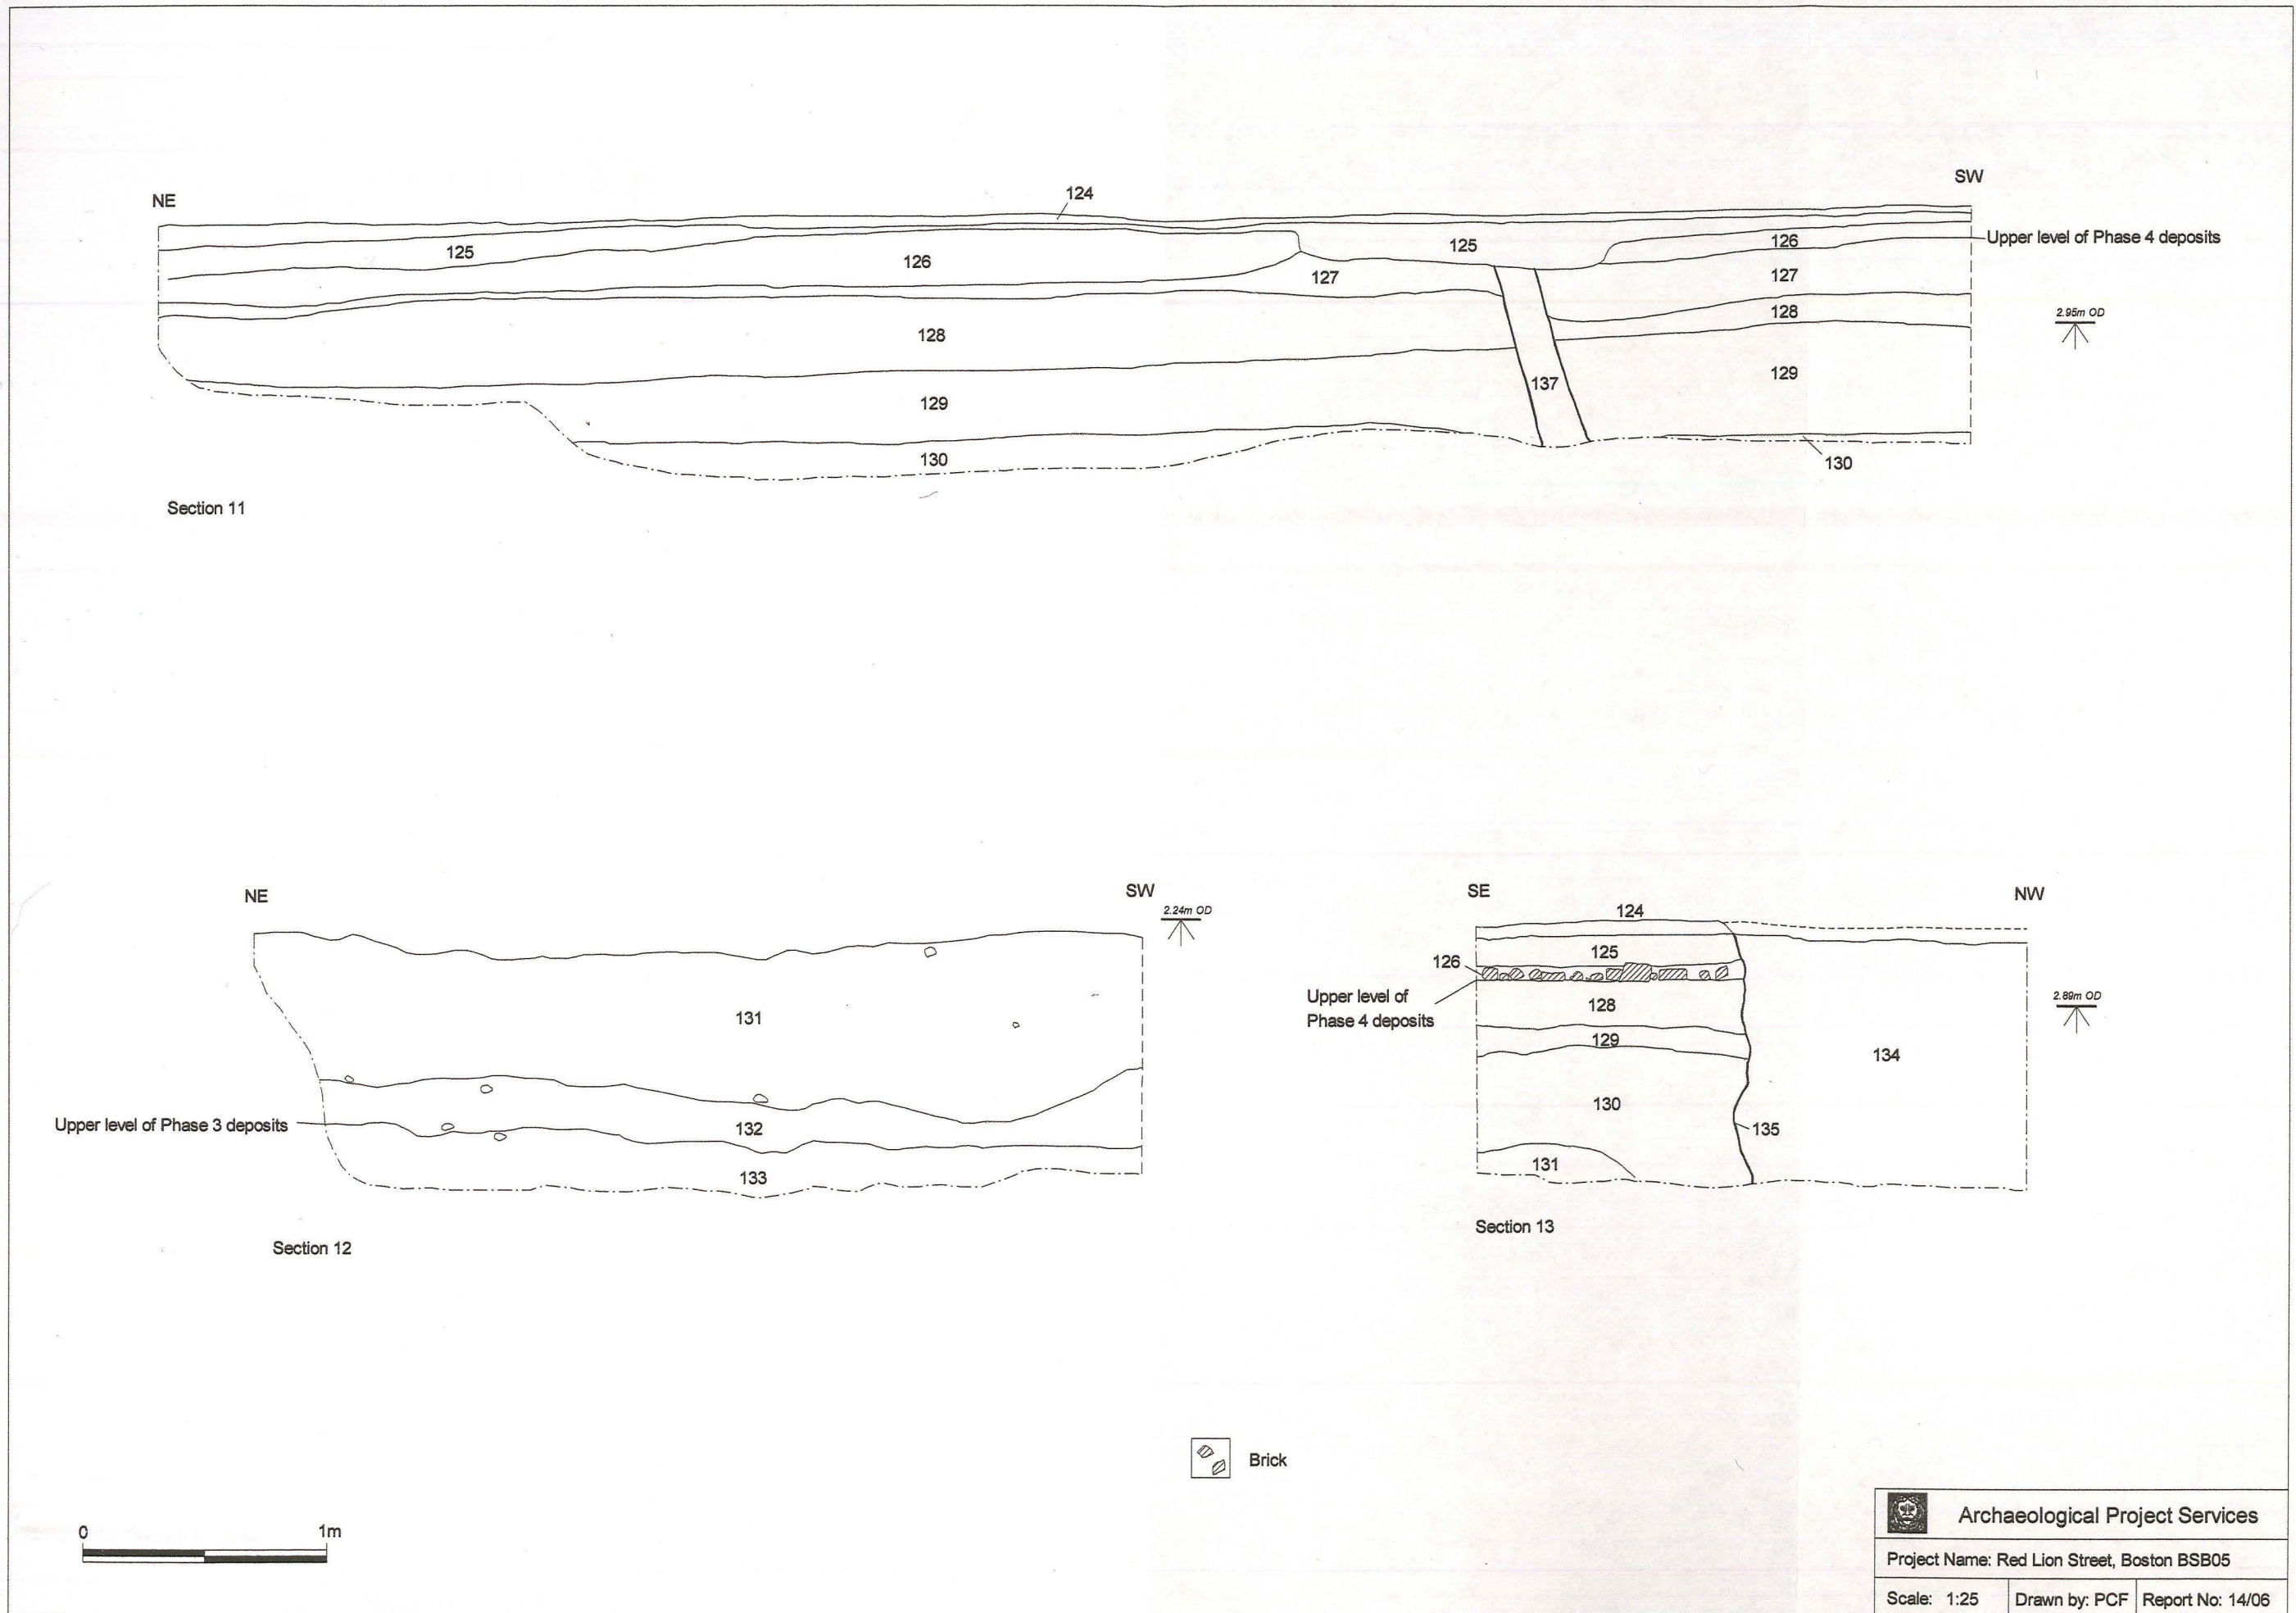 NE
SW
124
125
126
125
126
Upper level of Phase 4 deposits
127
127
128
128
2.95m OD
129
129
137
130
130
Section 11
NE
SW
2.24m OD
131
Upper level of Phase 3 deposits
132
133
Section 12
SE
NW
124
125
126
Upper level of
Phase 4 deposits
128
2.89m OD
129
134
130
135
131
Section 13
Brick
0 1m
Archaeological Project Services
Project Name: Red Lion Street, Boston BSB05
Scale: 1:25 Drawn by: PCF Report No: 14/06